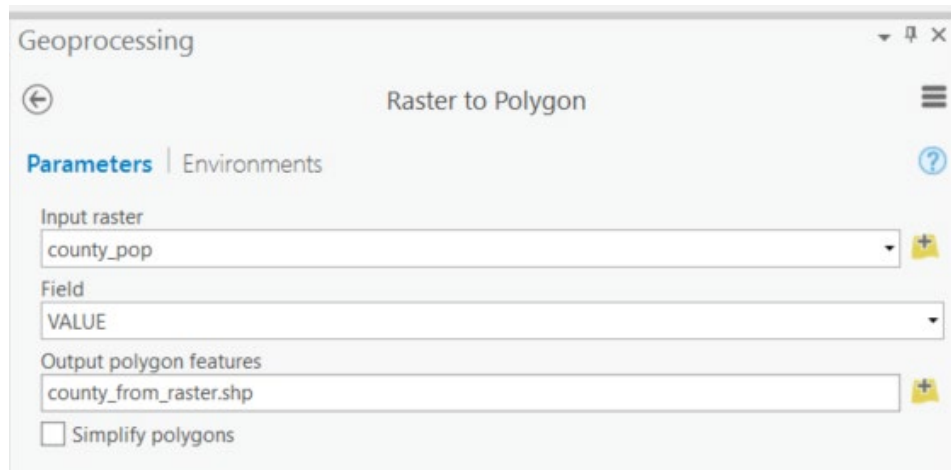 Geoprocessing
Raster to Polygon
Parameters | Environments
Input raster
county_pop
Field
VALUE
Output polygon features
county_from_raster.shp
Simplify polygons